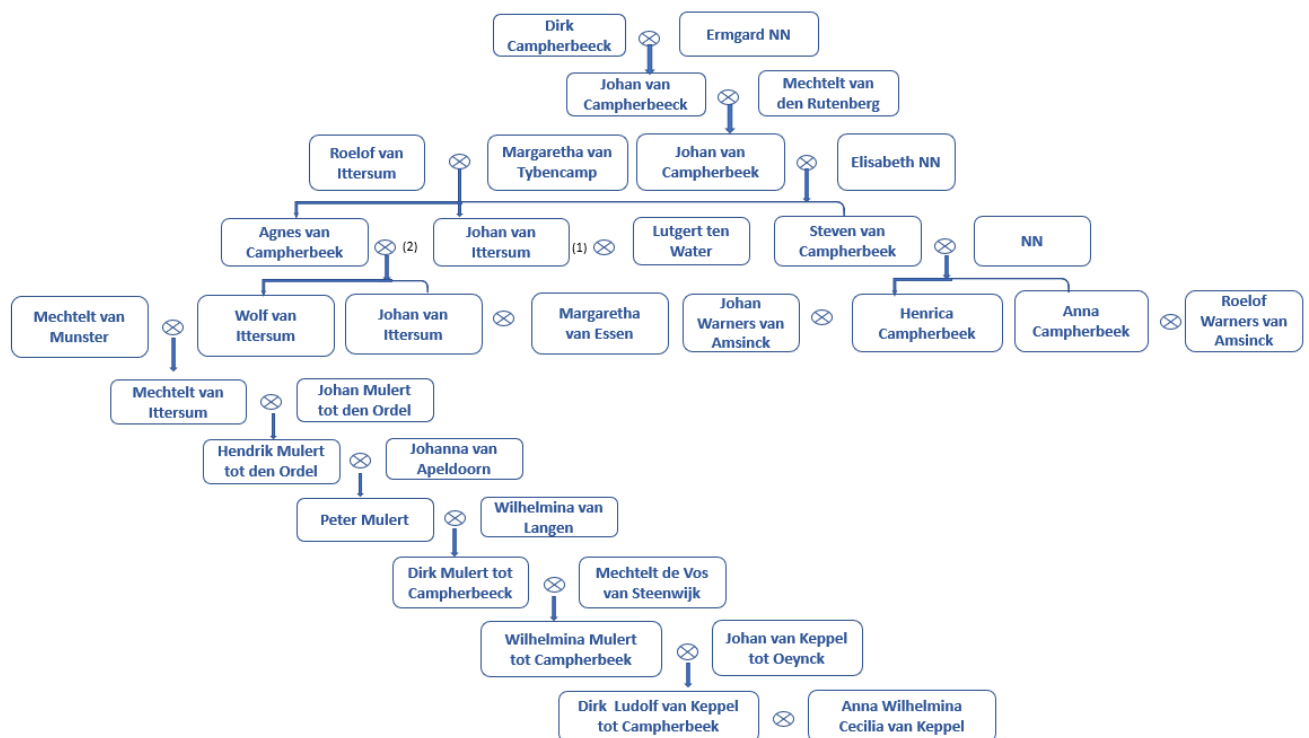 Dirk
Campherbeeck
Ermgard NN
Johan van
Campherbeeck
Mechtelt van
den Rutenberg
Roelof van
Ittersum
Margaretha van
Tybencamp
Johan van
Campherbeek
Elisabeth NN
Agnes van
Campherbeek
(2)
Johan van
Ittersum
(1)
Lutgert ten
Water
Steven van
Campherbeek
NN
Mechtelt van
Munster
Wolf van
Ittersum
Johan van
Ittersum
Margaretha
van Essen
Johan
Warners van
Amsinck
Henrica
Campherbeek
Anna
Campherbeek
Roelof
Warners van
Amsinck
Mechtelt van
Ittersum
Johan Mulert
tot den Ordel
Hendrik Mulert
tot den Ordel
Johanna van
Apeldoorn
Peter Mulert
Wilhelmina van
Langen
Dirk Mulert tot
Campherbeeck
Mechtelt de Vos
van Steenwijk
Wilhelmina Mulert
tot Campherbeek
Johan van Keppel
tot Oeynck
Dirk Ludolf van Keppel
tot Campherbeek
Anna Wilhelmina
Cecilia van Keppel